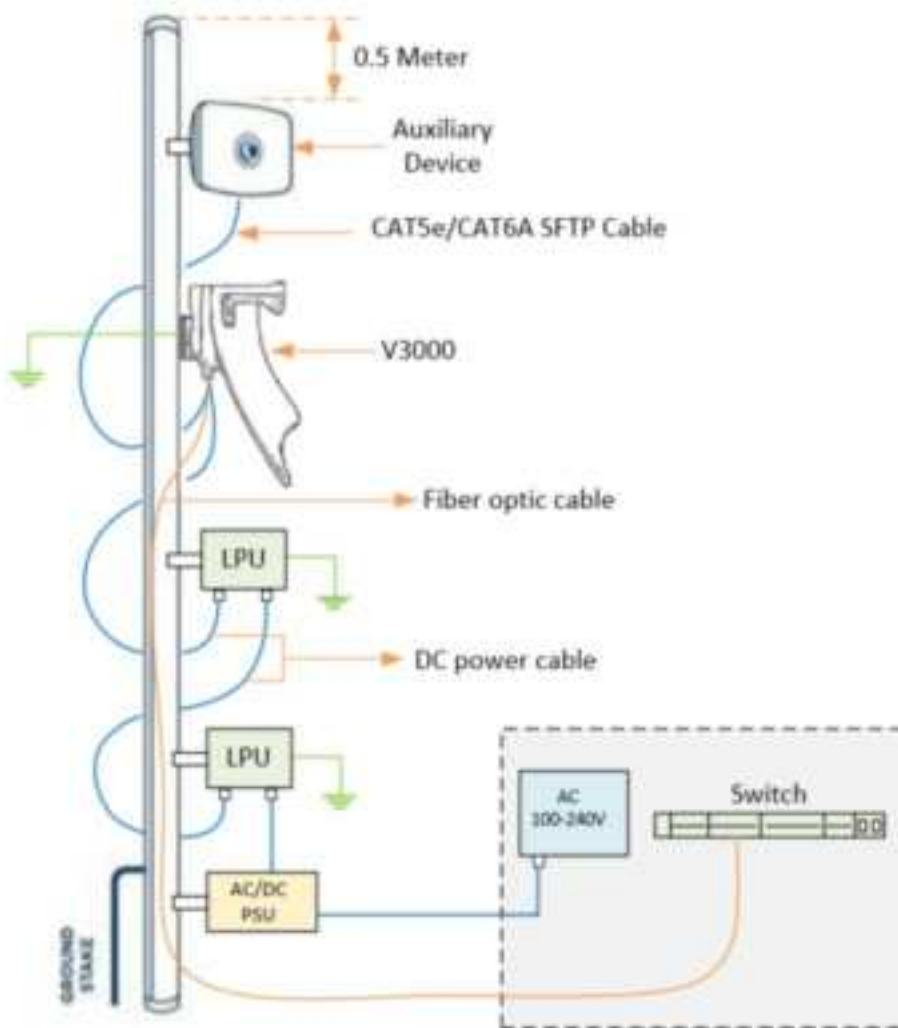 0.5 Meter
Auxiliary
Device
CAT5e/CAT6A SFTP Cable
V3000
Fiber optic cable
LPU
DC power cable
LPU
AC
100-240V
Switch
AC/DC
PSU
GROUND
STAKE